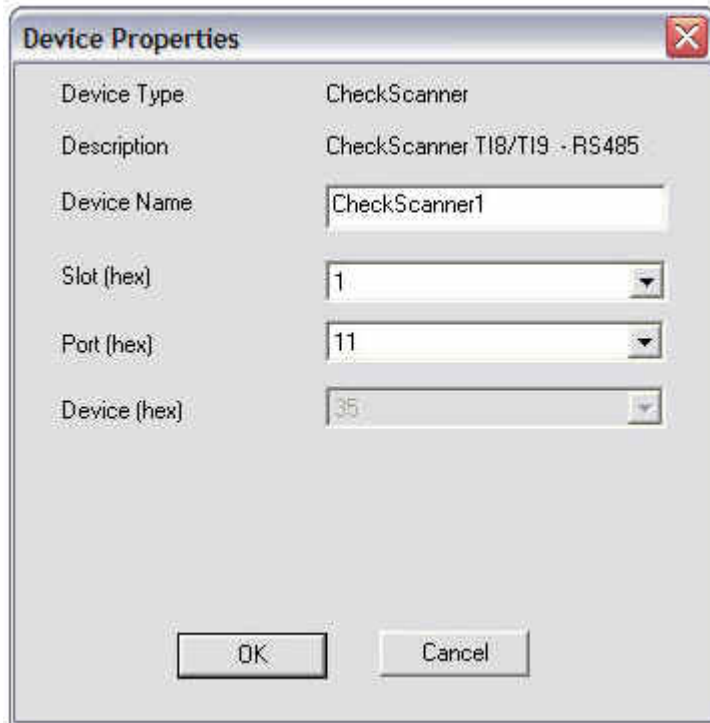 Device Properties
Device Type CheckScanner
Description CheckScanner TI8/TI9 - RS485
Device Name CheckScanner1
Slot (hex) 1
Port (hex) 11
Device (hex) 35
OK Cancel